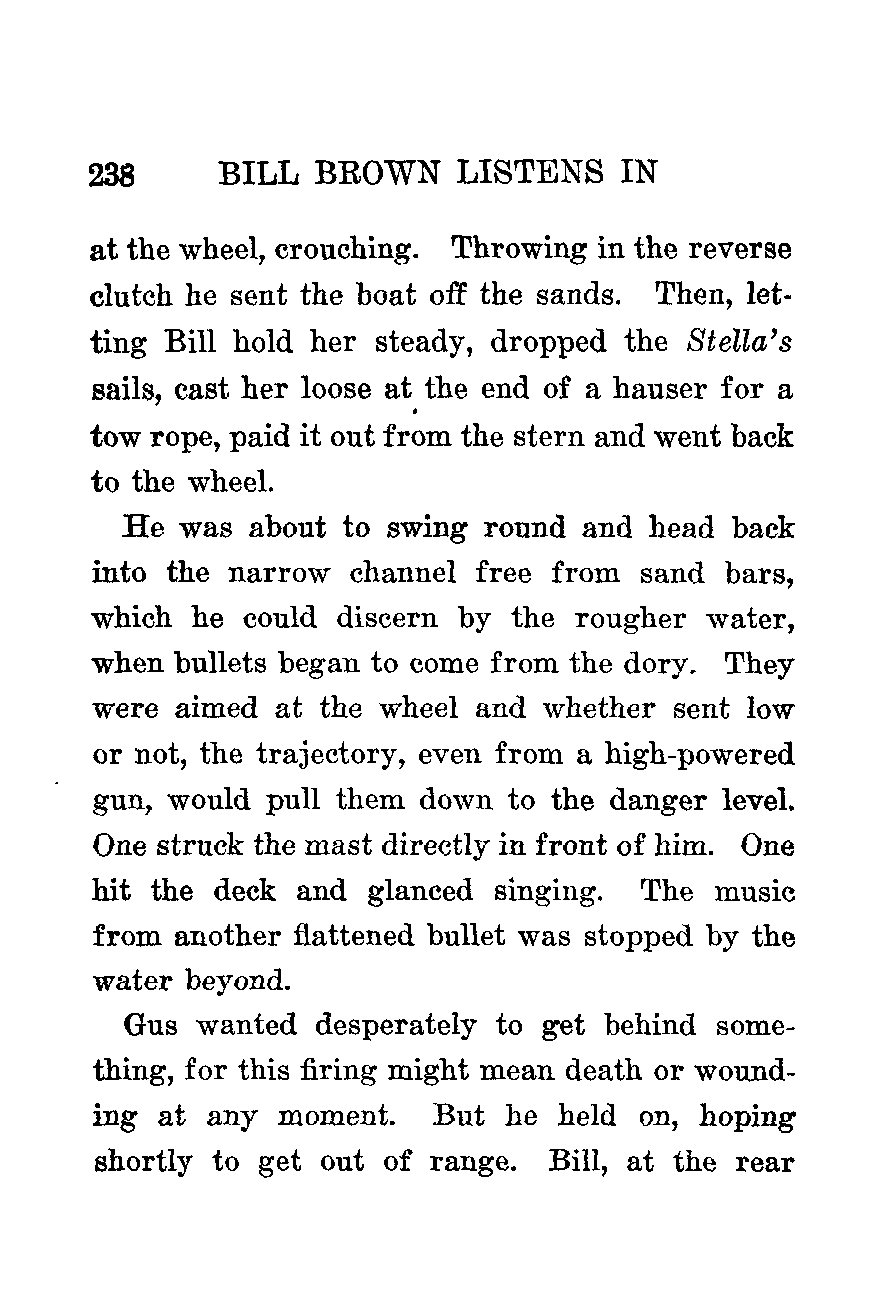 238 BILL BROWN LISTENS IN
at the wheel, crouching. Throwing in the reverse
clutch he sent the boat off the sands. Then, let-
ting Bill hold her steady, dropped the Stella's
sails, cast her loose at the end of a hauser for a
tow rope, paid it out from the stern and went back
to the wheel.
He was about to swing round and head back
into the narrow channel free from sand bars,
which he could discern by the rougher water,
when bullets began to come from the dory. They
were aimed at the wheel and whether sent low
or not, the trajectory, even from a high-powered
gun, would pull them down to the danger level.
One struck the mast directly in front of him. One
hit the deck and glanced singing. The music
from another flattened bullet was stopped by the
water beyond.
Gus wanted desperately to get behind some-
thing, for this firing might mean death or wound-
ing at any moment. But he held on, hoping
shortly to get out of range. Bill, at the rear